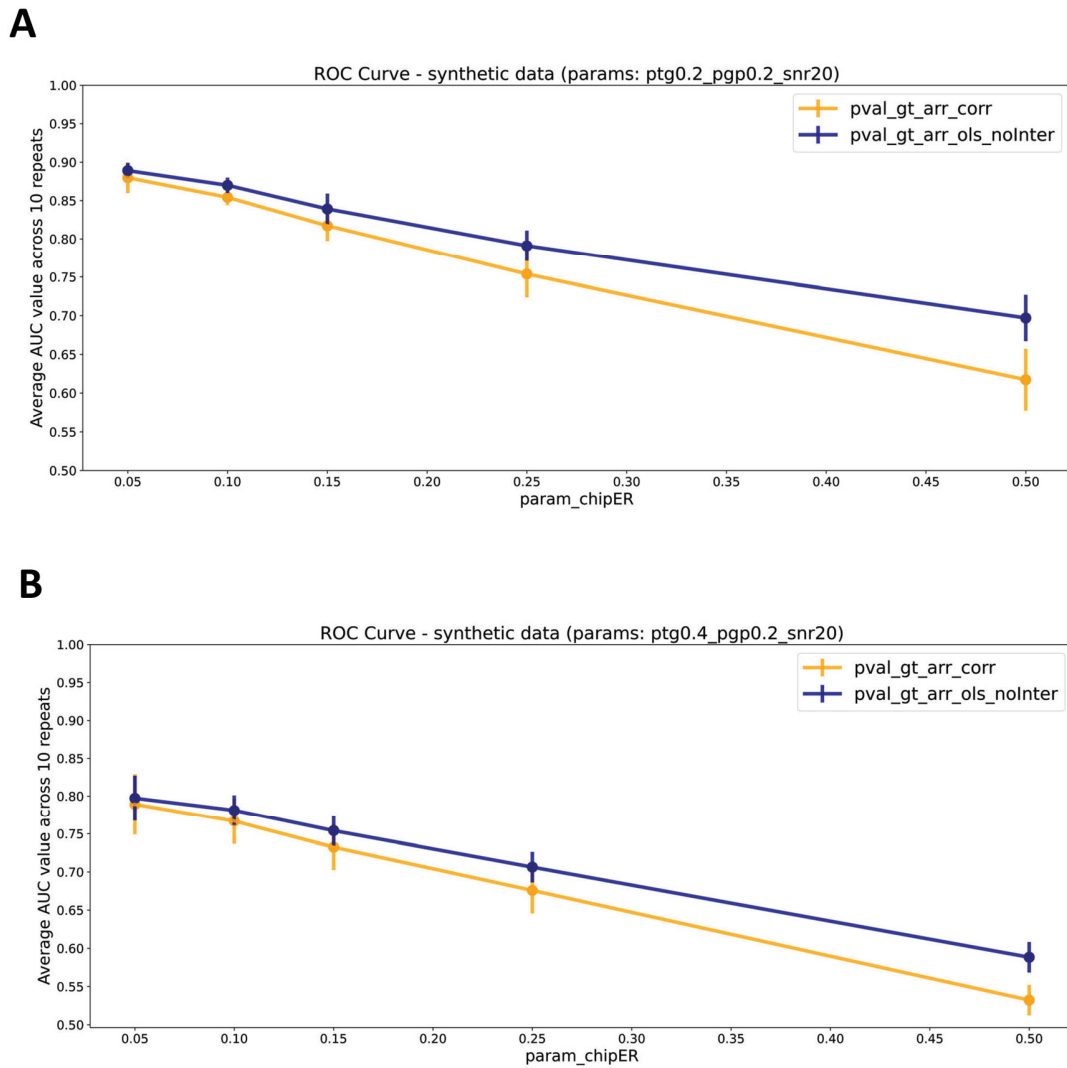 A
ROC Curve - synthetic data (params: ptg0.2_pgp0.2_snr20)
pval_gt_arr_corr
pval_gt_arr_ols_noInter
Average AUC value across 10 repeats
1.00
0.95
0.90
0.85
0.80
0.75
0.70
0.65
0.60
0.55
0.50
0.05 0.10 0.15 0.20 0.25 0.30 0.35 0.40 0.45 0.50
param_chipER
B
ROC Curve - synthetic data (params: ptg0.4_pgp0.2_snr20)
pval_gt_arr_corr
pval_gt_arr_ols_noInter
Average AUC value across 10 repeats
1.00
0.95
0.90
0.85
0.80
0.75
0.70
0.65
0.60
0.55
0.50
0.05 0.10 0.15 0.20 0.25 0.30 0.35 0.40 0.45 0.50
param_chipER